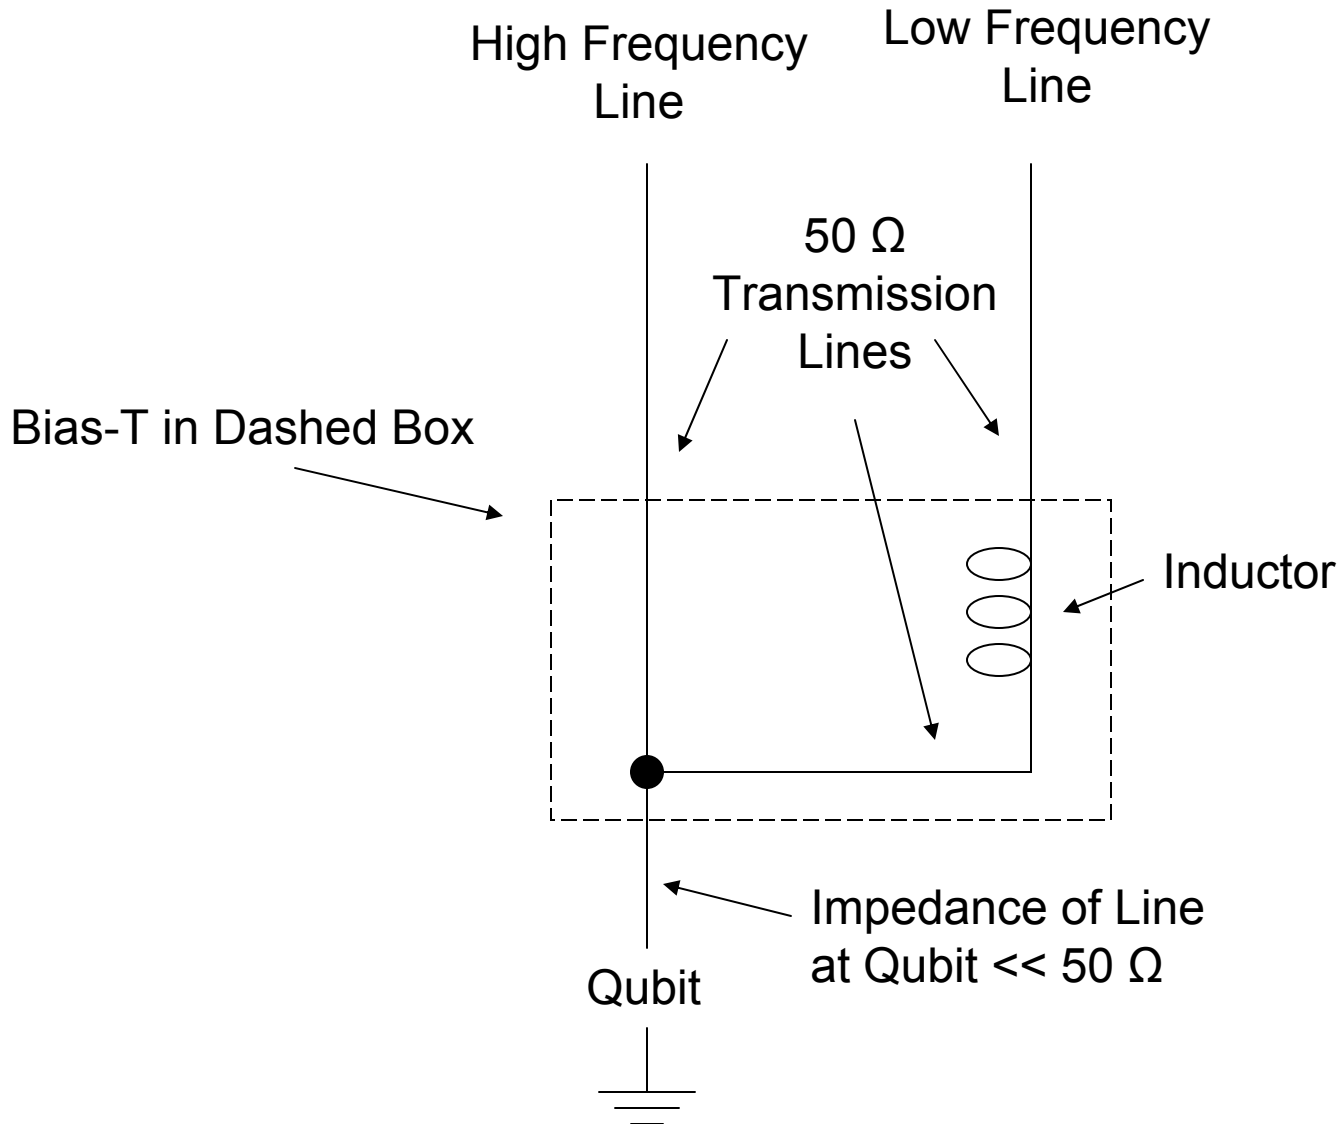 High Frequency
Line
Low Frequency
Line
50 Ω
Transmission
Lines
Bias-T in Dashed Box
Inductor
Impedance of Line
at Qubit << 50 Ω
Qubit